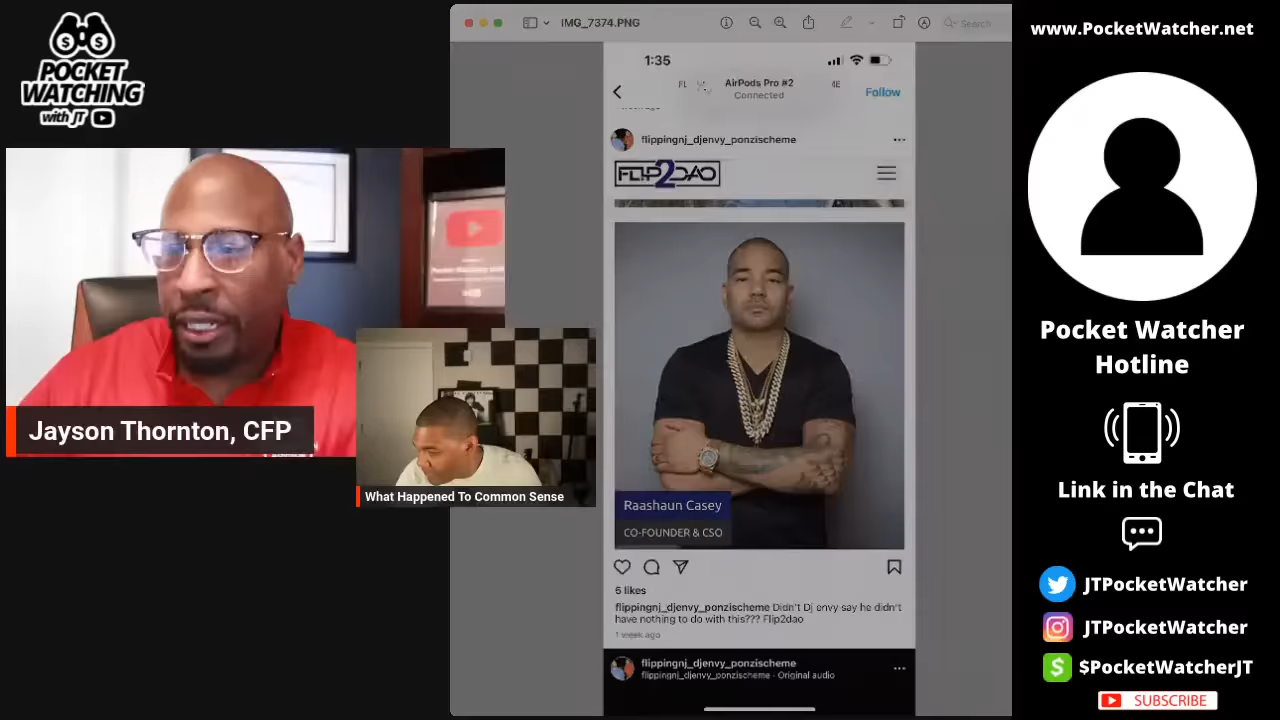 POCKET
WATCHING
with JT
Jayson Thornton, CFP
What Happened To Common Sense
IMG_7374.PNG
Search
1:35
AirPods Pro #2
Connected
Follow
flippingnj_djenvy_ponzischeme
FLIP2DAO
Raashaun Casey
CO-FOUNDER & CSO
5 likes
flippingnj_djenvy_ponzischeme Didn't Dj envy say he didn't
have nothing to do with this??? Flip2dao
1 week ago
flippingnj_djenvy_ponzischeme
flippingnj_djenvy_ponzischeme · Original audio
www.PocketWatcher.net
Pocket Watcher
Hotline
Link in the Chat
JTPocketWatcher
JTPocketWatcher
$PocketWatcherJT
SUBSCRIBE